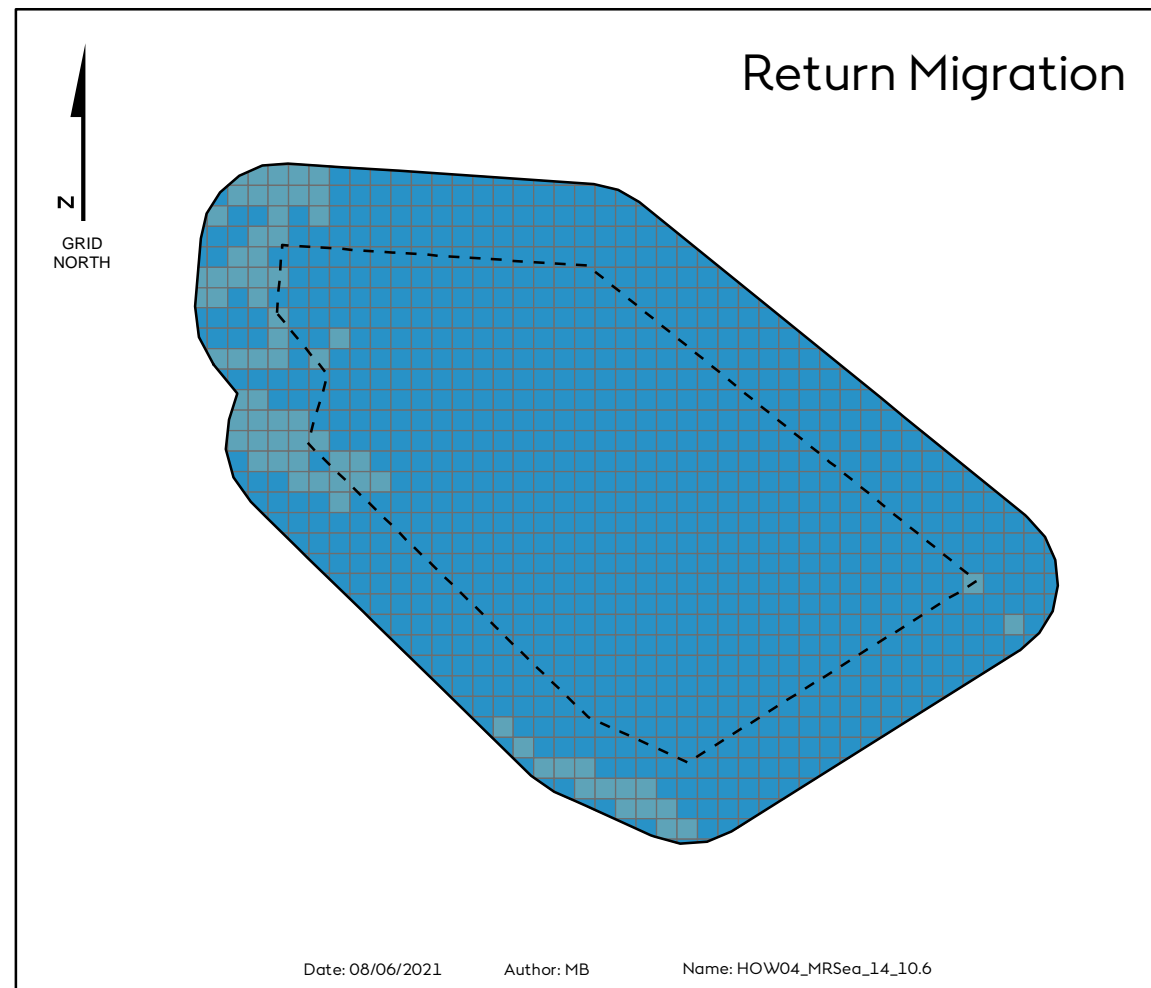 Return Migration
N
GRID
NORTH
Date: 08/06/2021 Author: MB Name: HOW04_MRSea_14_10.6